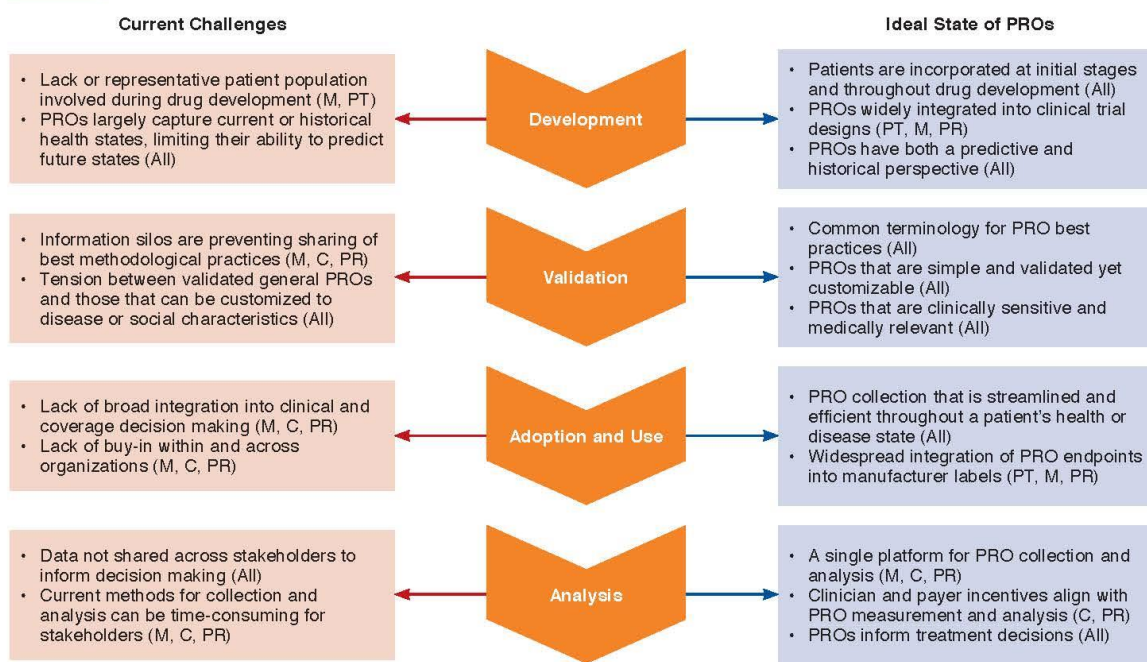 Current Challenges
Ideal State of PROs
• Lack or representative patient population
involved during drug development (M, PT)
• PROs largely capture current or historical
health states, limiting their ability to predict
future states (All)
Development
• Patients are incorporated at initial stages
and throughout drug development (All)
• PROs widely integrated into clinical trial
designs (PT, M, PR)
• PROs have both a predictive and
historical perspective (All)
• Information silos are preventing sharing of
best methodological practices (M, C, PR)
• Tension between validated general PROs
and those that can be customized to
disease or social characteristics (All)
Validation
• Common terminology for PRO best
practices (All)
• PROs that are simple and validated yet
customizable (All)
• PROs that are clinically sensitive and
medically relevant (All)
• Lack of broad integration into clinical and
coverage decision making (M, C, PR)
• Lack of buy-in within and across
organizations (M, C, PR)
Adoption and Use
• PRO collection that is streamlined and
efficient throughout a patient's health or
disease state (All)
• Widespread integration of PRO endpoints
into manufacturer labels (PT, M, PR)
• Data not shared across stakeholders to
inform decision making (All)
• Current methods for collection and
analysis can be time-consuming for
stakeholders (M, C, PR)
Analysis
• A single platform for PRO collection and
analysis (M, C, PR)
• Clinician and payer incentives align with
PRO measurement and analysis (C, PR)
• PROs inform treatment decisions (All)